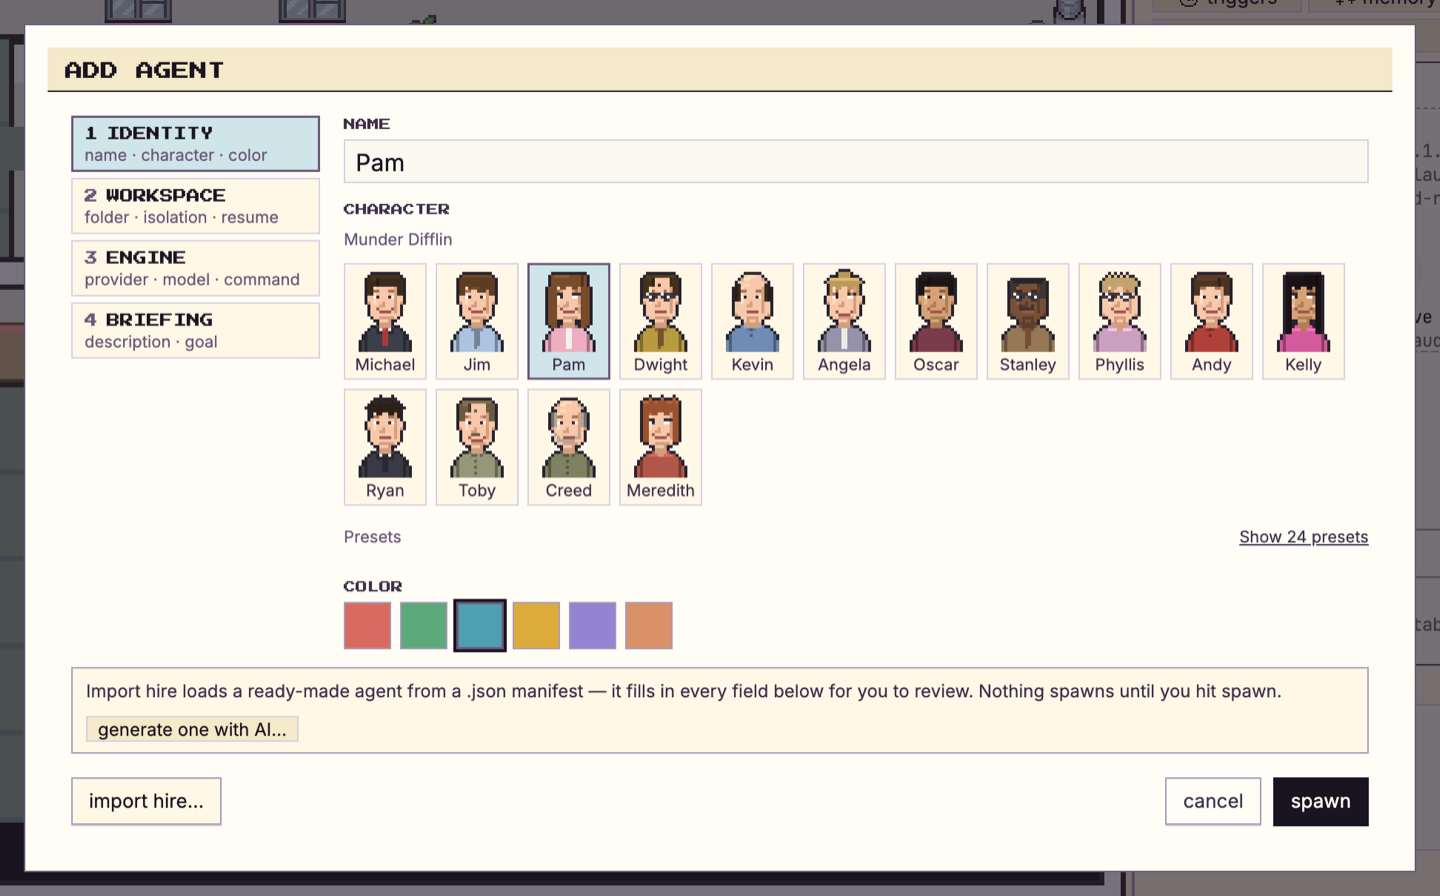 triggers
memory
ADD AGENT
1 IDENTITY
name · character · color
2 WORKSPACE
folder · isolation · resume
3 ENGINE
provider · model · command
4 BRIEFING
description · goal
NAME
Pam
CHARACTER
Munder Difflin
Michael
Jim
Pam
Dwight
Kevin
Angela
Oscar
Stanley
Phyllis
Andy
Kelly
Ryan
Toby
Creed
Meredith
Presets
Show 24 presets
COLOR
Import hire loads a ready-made agent from a .json manifest — it fills in every field below for you to review. Nothing spawns until you hit spawn.
generate one with AI...
import hire...
cancel
spawn